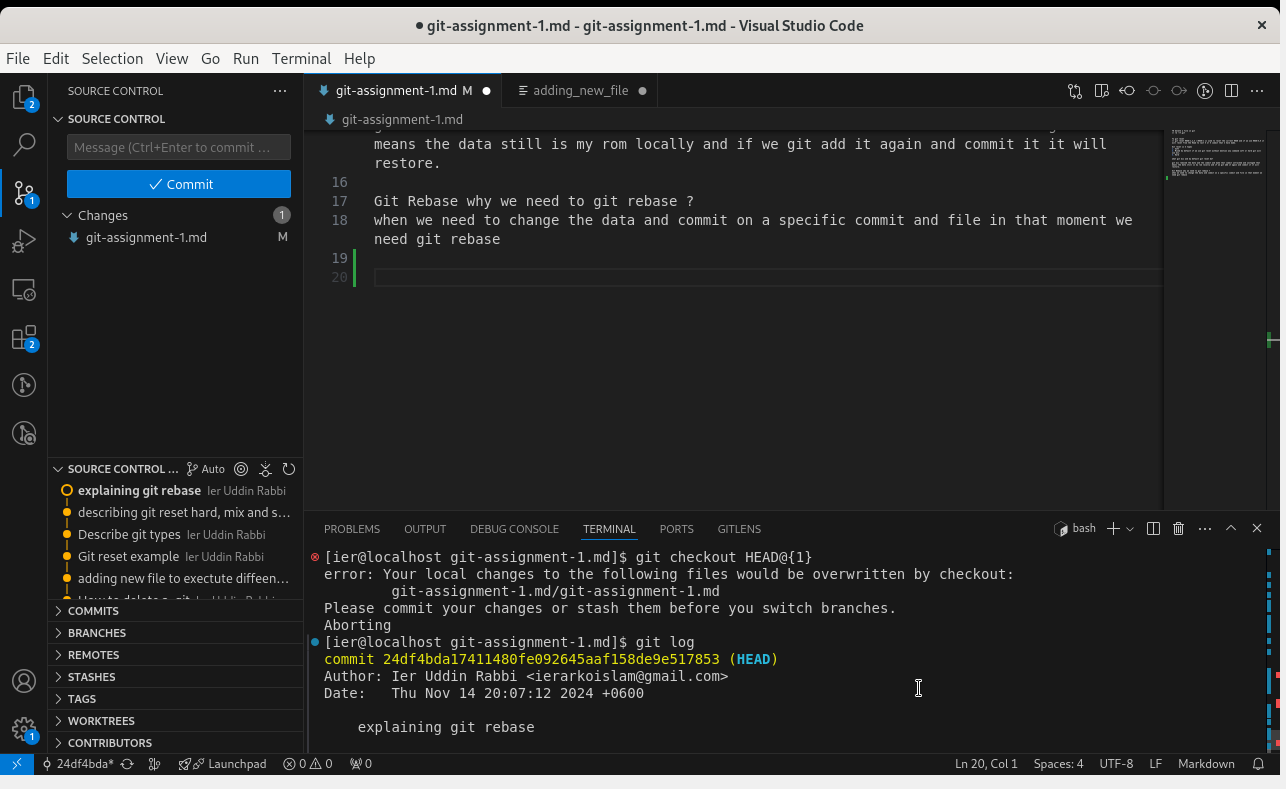 ● git-assignment-1.md - git-assignment-1.md - Visual Studio Code
File Edit Selection View Go Run Terminal Help
SOURCE CONTROL
git-assignment-1.md M
adding_new_file
2
SOURCE CONTROL
git-assignment-1.md
Message (Ctrl+Enter to commit ...
means the data still is my rom locally and if we git add it again and commit it it will
restore.
Commit
16
1
17 Git Rebase why we need to git rebase ?
Changes 1
18 when we need to change the data and commit on a specific commit and file in that moment we
git-assignment-1.md M
need git rebase
19
20
2
SOURCE CONTROL ... Auto
explaining git rebase Ier Uddin Rabbi
describing git reset hard, mix and s...
Describe git types Ier Uddin Rabbi
Git reset example Ier Uddin Rabbi
adding new file to exectute diffeen...
COMMITS
BRANCHES
REMOTES
STASHES
TAGS
WORKTREES
CONTRIBUTORS
1
PROBLEMS OUTPUT DEBUG CONSOLE TERMINAL PORTS GITLENS
bash
[ier@localhost git-assignment-1.md]$ git checkout HEAD@{1}
error: Your local changes to the following files would be overwritten by checkout:
git-assignment-1.md/git-assignment-1.md
Please commit your changes or stash them before you switch branches.
Aborting
[ier@localhost git-assignment-1.md]$ git log
commit 24df4bda17411480fe092645aaf158de9e517853 (HEAD)
Author: Ier Uddin Rabbi <ierarkoislam@gmail.com>
Date:   Thu Nov 14 20:07:12 2024 +0600
explaining git rebase
24df4bda* Launchpad 0 0 0
Ln 20, Col 1 Spaces: 4 UTF-8 LF Markdown